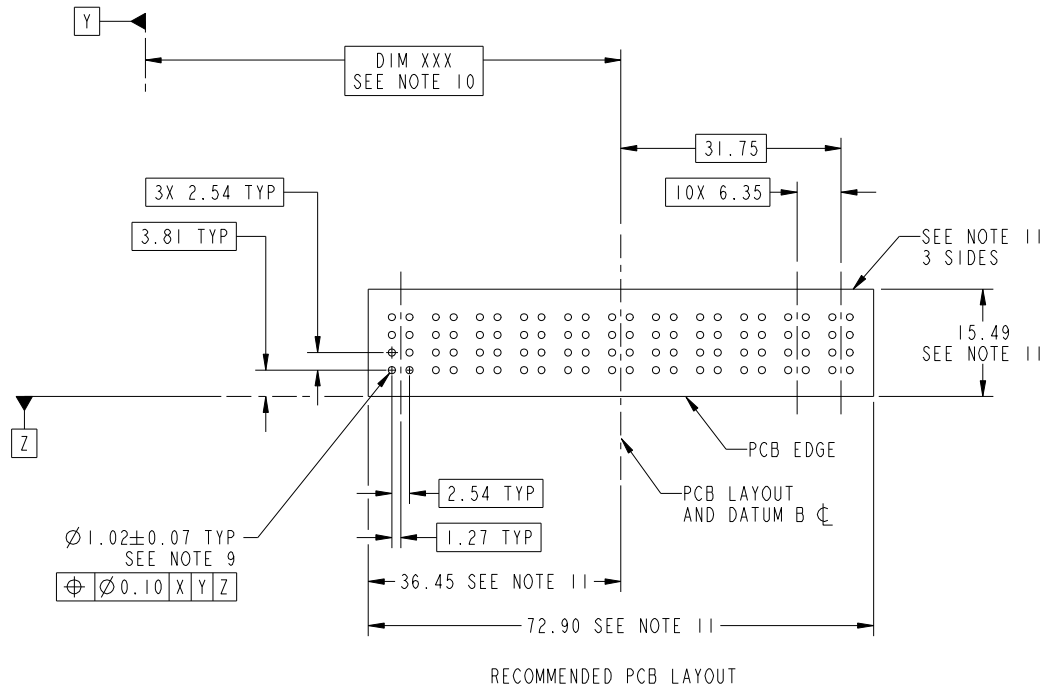 Y
DIM XXX
SEE NOTE 10
31.75
3X 2.54 TYP
10X 6.35
3.81 TYP
SEE NOTE 11
3 SIDES
15.49
SEE NOTE 11
Z
PCB EDGE
2.54 TYP
PCB LAYOUT
AND DATUM B ℄
Ø1.02±0.07 TYP
SEE NOTE 9
1.27 TYP
⌖ Ø0.10 X Y Z
36.45 SEE NOTE 11
72.90 SEE NOTE 11
RECOMMENDED PCB LAYOUT